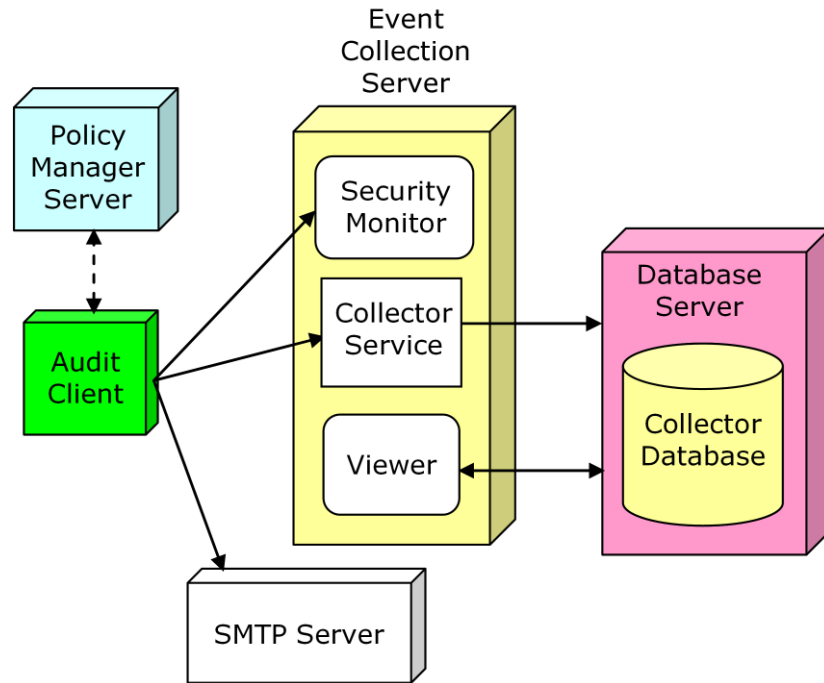 Event
Collection
Server
Policy
Manager
Server
Security
Monitor
Database
Server
Collector
Service
Audit
Client
Collector
Database
Viewer
SMTP Server